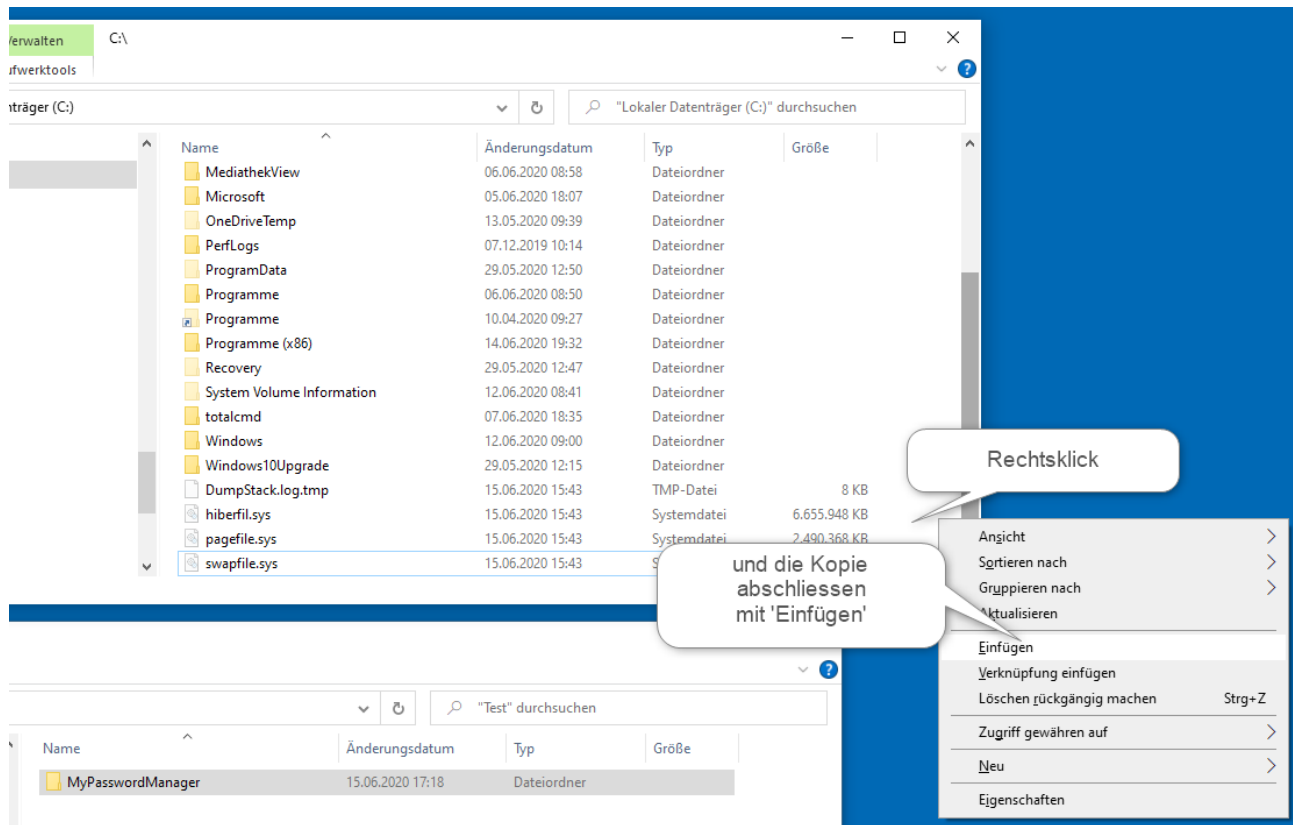 Verwalten C:\
ufwerktools
nträger (C:) "Lokaler Datenträger (C:)" durchsuchen
Name Änderungsdatum Typ Größe
MediathekView 06.06.2020 08:58 Dateiordner
Microsoft 05.06.2020 18:07 Dateiordner
OneDriveTemp 13.05.2020 09:39 Dateiordner
PerfLogs 07.12.2019 10:14 Dateiordner
ProgramData 29.05.2020 12:50 Dateiordner
Programme 06.06.2020 08:50 Dateiordner
Programme 10.04.2020 09:27 Dateiordner
Programme (x86) 14.06.2020 19:32 Dateiordner
Recovery 29.05.2020 12:47 Dateiordner
System Volume Information 12.06.2020 08:41 Dateiordner
totalcmd 07.06.2020 18:35 Dateiordner
Windows 12.06.2020 09:00 Dateiordner
Windows10Upgrade 29.05.2020 12:15 Dateiordner
DumpStack.log.tmp 15.06.2020 15:43 TMP-Datei 8 KB
hiberfil.sys 15.06.2020 15:43 Systemdatei 6.655.948 KB
pagefile.sys 15.06.2020 15:43 Systemdatei 2.490.368 KB
swapfile.sys 15.06.2020 15:43 S
Rechtsklick
und die Kopie
abschliessen
mit 'Einfügen'
Ansicht
Sortieren nach
Gruppieren nach
Aktualisieren
Einfügen
Verknüpfung einfügen
Löschen rückgängig machen Strg+Z
Zugriff gewähren auf
Neu
Eigenschaften
"Test" durchsuchen
Name Änderungsdatum Typ Größe
MyPasswordManager 15.06.2020 17:18 Dateiordner